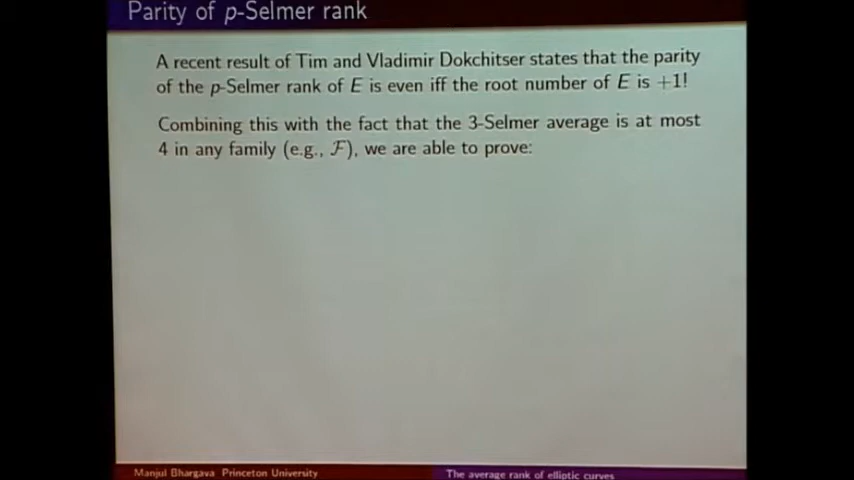 Parity of p-Selmer rank
A recent result of Tim and Vladimir Dokchitser states that the parity
of the p-Selmer rank of E is even iff the root number of E is +1!
Combining this with the fact that the 3-Selmer average is at most
4 in any family (e.g., ℱ), we are able to prove:
Manjul Bhargava Princeton University
The average rank of elliptic curves